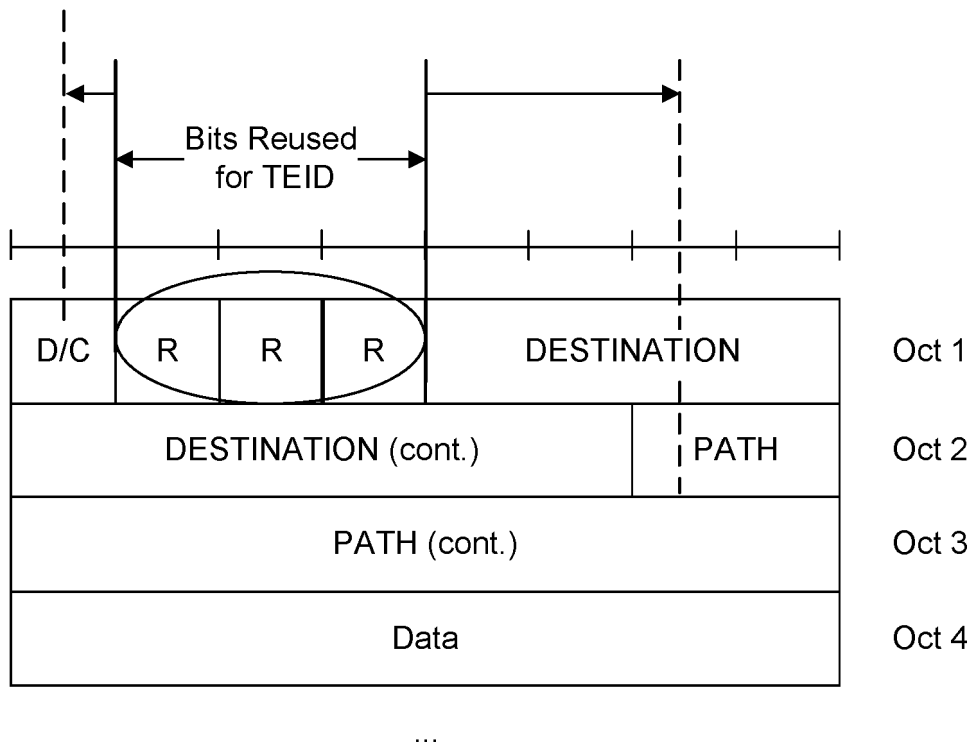 Bits Reused
for TEID
D/C R R R DESTINATION Oct 1
DESTINATION (cont.) PATH Oct 2
PATH (cont.) Oct 3
Data Oct 4
...